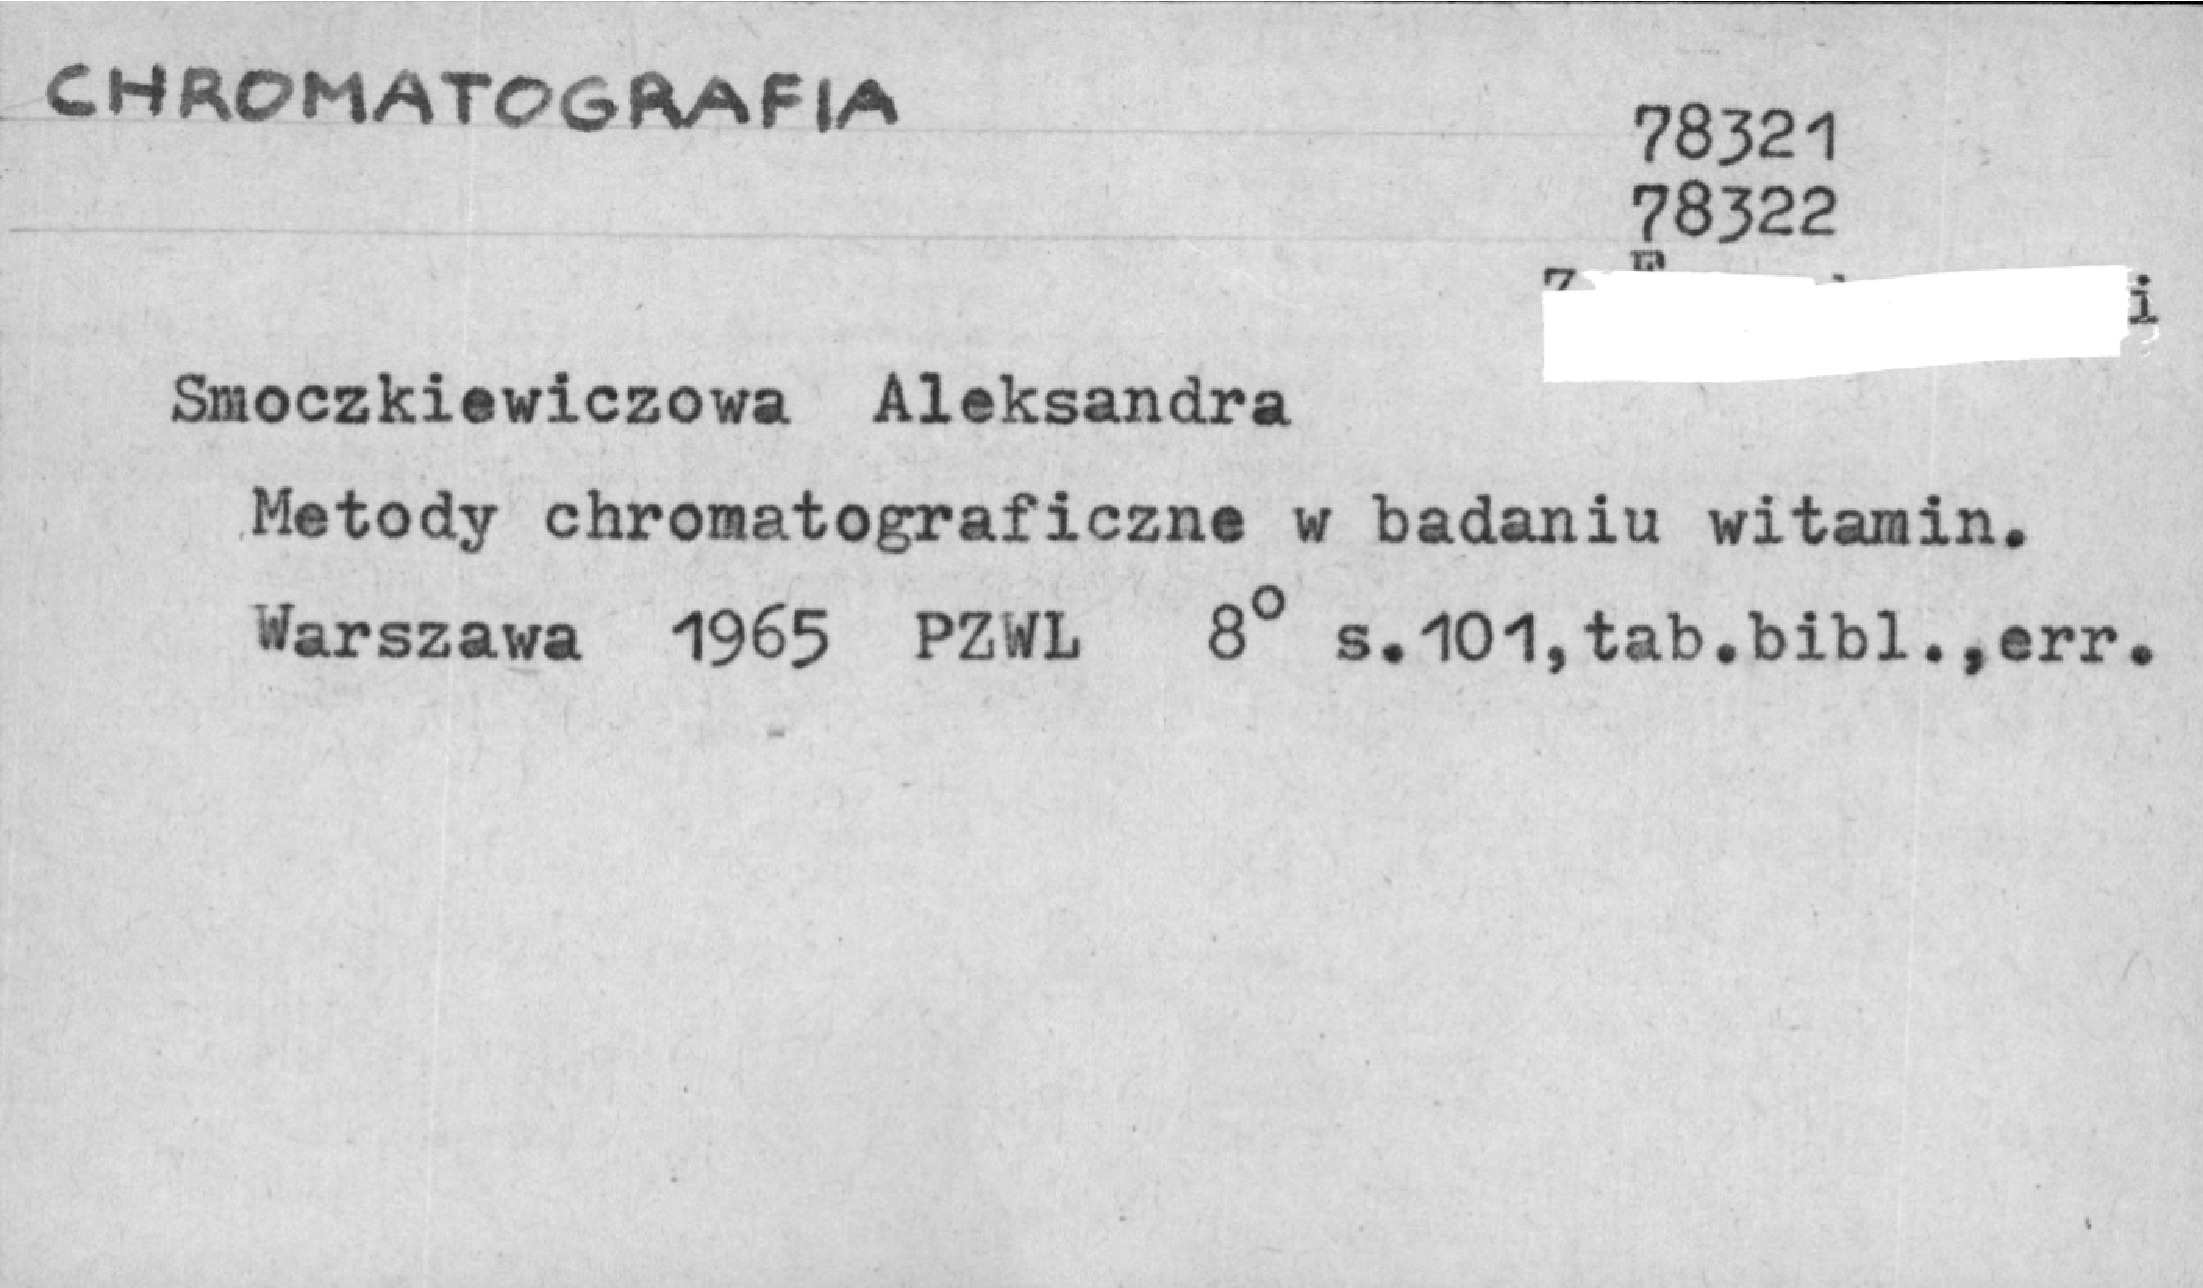 CHROMATOGRAFIA
78321
78322
Smoczkiewiczowa Aleksandra
Metody chromatograficzne w badaniu witamin.
Warszawa 1965 PZWL 8° s.101,tab.bibl.,err.